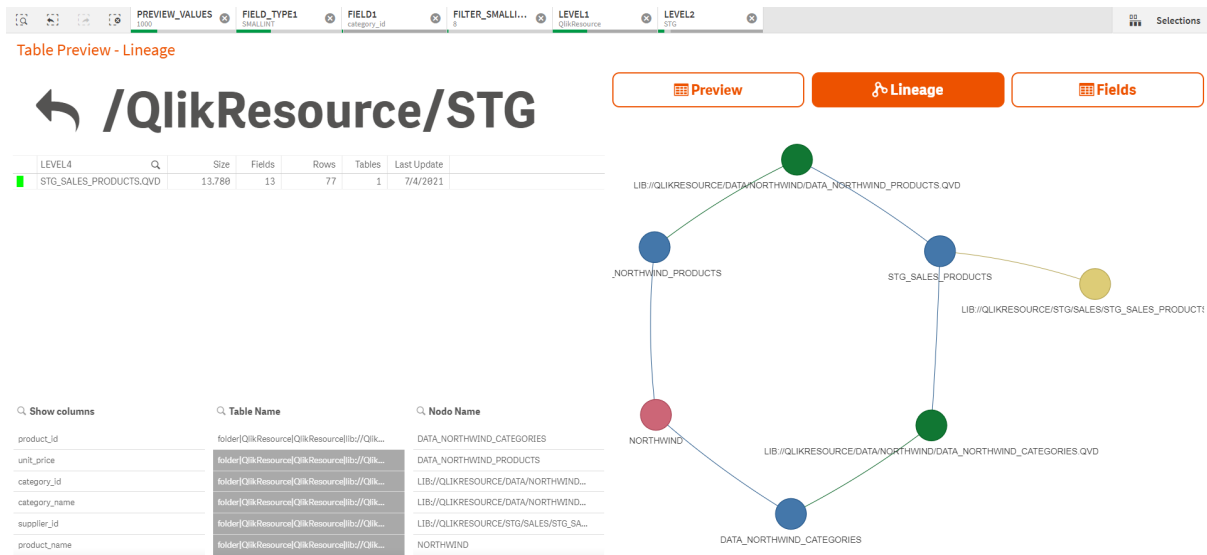 PREVIEW_VALUES
1000
FIELD_TYPE1
SMALLINT
FIELD1
category_id
FILTER_SMALLI...
8
LEVEL1
QlikResource
LEVEL2
STG
Selections
Table Preview - Lineage
/QlikResource/STG
Preview
Lineage
Fields
LEVEL4 Size Fields Rows Tables Last Update
STG_SALES_PRODUCTS.QVD 13.780 13 77 1 7/4/2021
LIB://QLIKRESOURCE/DATA/NORTHWIND/DATA_NORTHWIND_PRODUCTS.QVD
_NORTHWIND_PRODUCTS
STG_SALES_PRODUCTS
LIB://QLIKRESOURCE/STG/SALES/STG_SALES_PRODUCTS
NORTHWIND
LIB://QLIKRESOURCE/DATA/NORTHWIND/DATA_NORTHWIND_CATEGORIES.QVD
DATA_NORTHWIND_CATEGORIES
Show columns Table Name Nodo Name
product_id folder|QlikResource|QlikResource|lib://Qlik... DATA_NORTHWIND_CATEGORIES
unit_price folder|QlikResource|QlikResource|lib://Qlik... DATA_NORTHWIND_PRODUCTS
category_id folder|QlikResource|QlikResource|lib://Qlik... LIB://QLIKRESOURCE/DATA/NORTHWIND...
category_name folder|QlikResource|QlikResource|lib://Qlik... LIB://QLIKRESOURCE/DATA/NORTHWIND...
supplier_id folder|QlikResource|QlikResource|lib://Qlik... LIB://QLIKRESOURCE/STG/SALES/STG_SA...
product_name folder|QlikResource|QlikResource|lib://Qlik... NORTHWIND